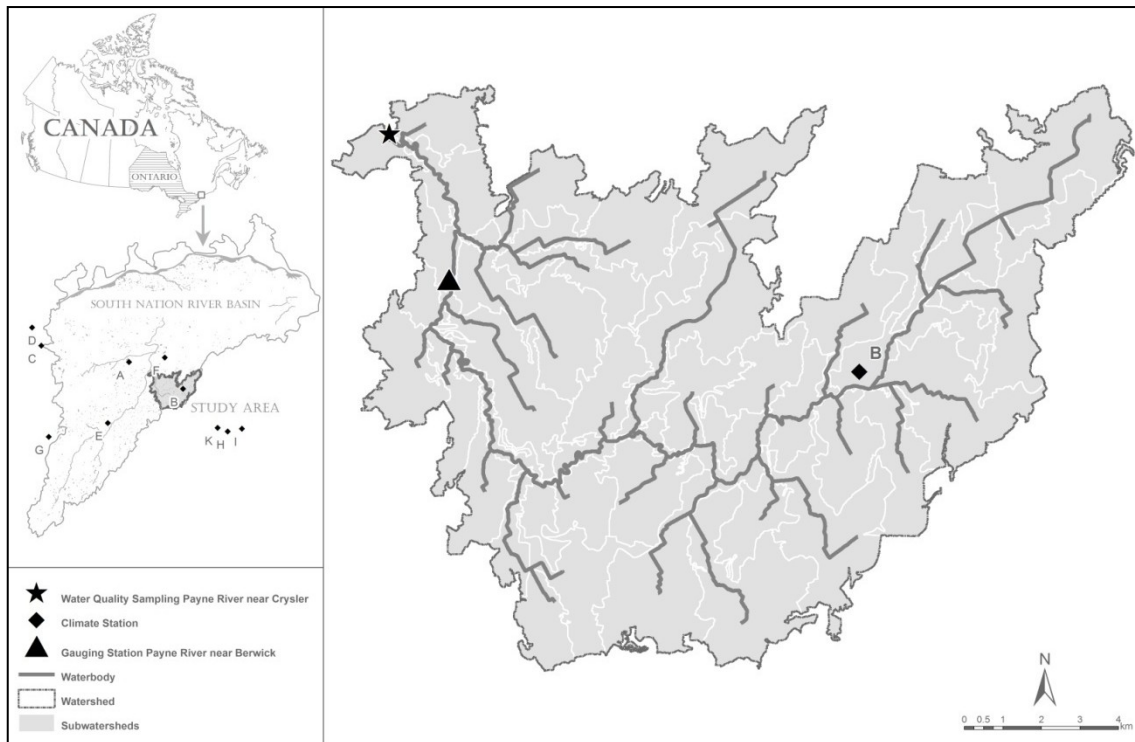 CANADA
ONTARIO
SOUTH NATION RIVER BASIN
D
C
A
F
B
STUDY AREA
E
G
K
H
I
Water Quality Sampling Payne River near Crysler
Climate Station
Gauging Station Payne River near Berwick
Waterbody
Watershed
Subwatersheds
B
N
0 0.5 1 2 3 4
km